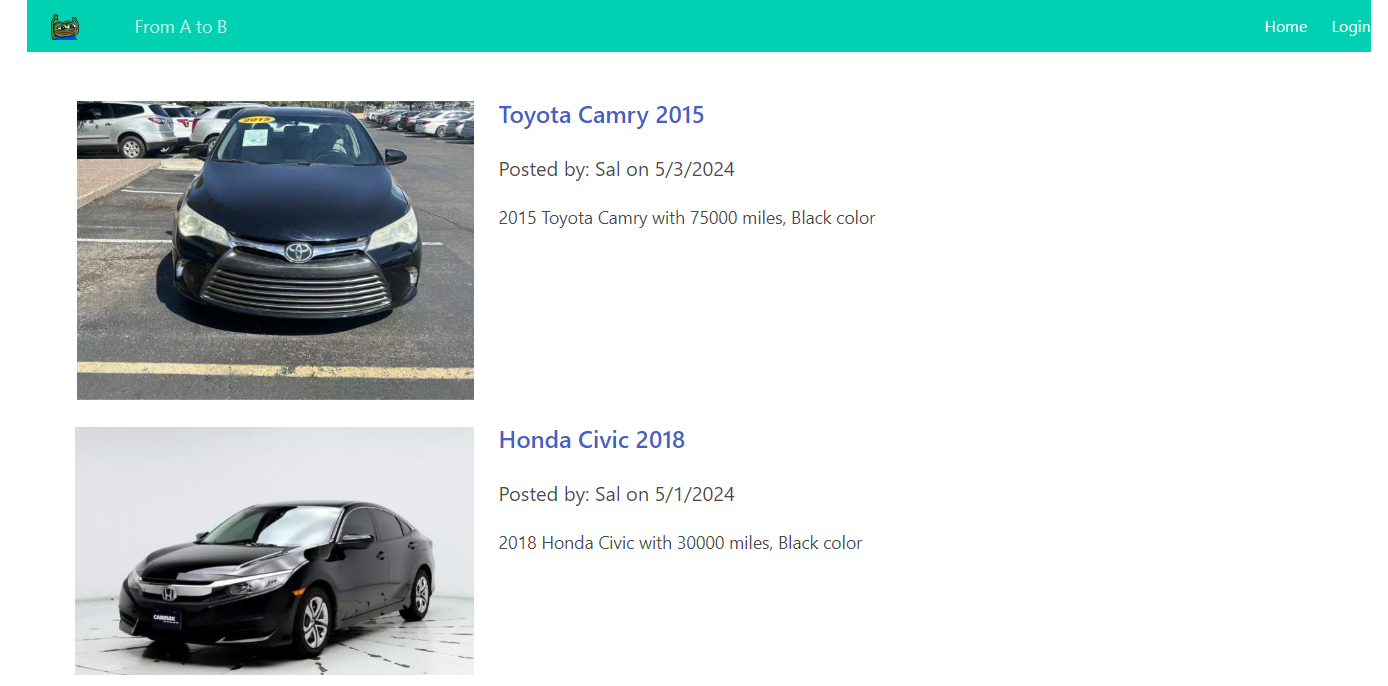 From A to B
Home
Login
Toyota Camry 2015
Posted by: Sal on 5/3/2024
2015 Toyota Camry with 75000 miles, Black color
2015
Honda Civic 2018
Posted by: Sal on 5/1/2024
2018 Honda Civic with 30000 miles, Black color
CARMAX